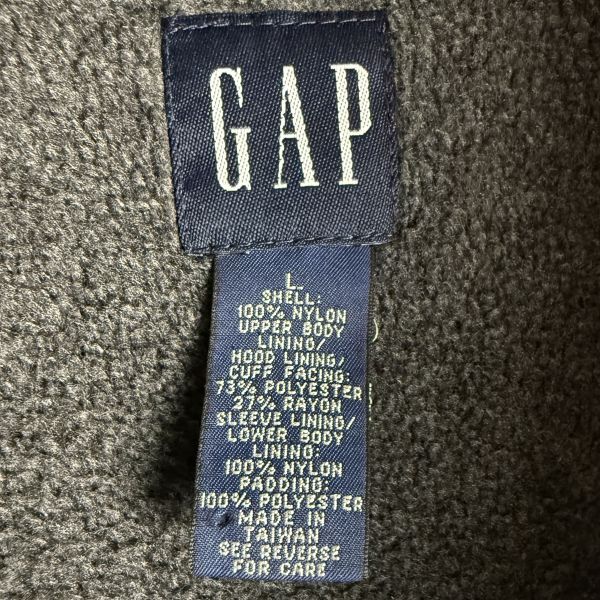 GAP
L
SHELL:
100% NYLON
UPPER BODY
LINING/
HOOD LINING/
CUFF FACING:
73% POLYESTER
27% RAYON
SLEEVE LINING/
LOWER BODY
LINING:
100% NYLON
PADDING:
100% POLYESTER
MADE IN
TAIWAN
SEE REVERSE
FOR CARE